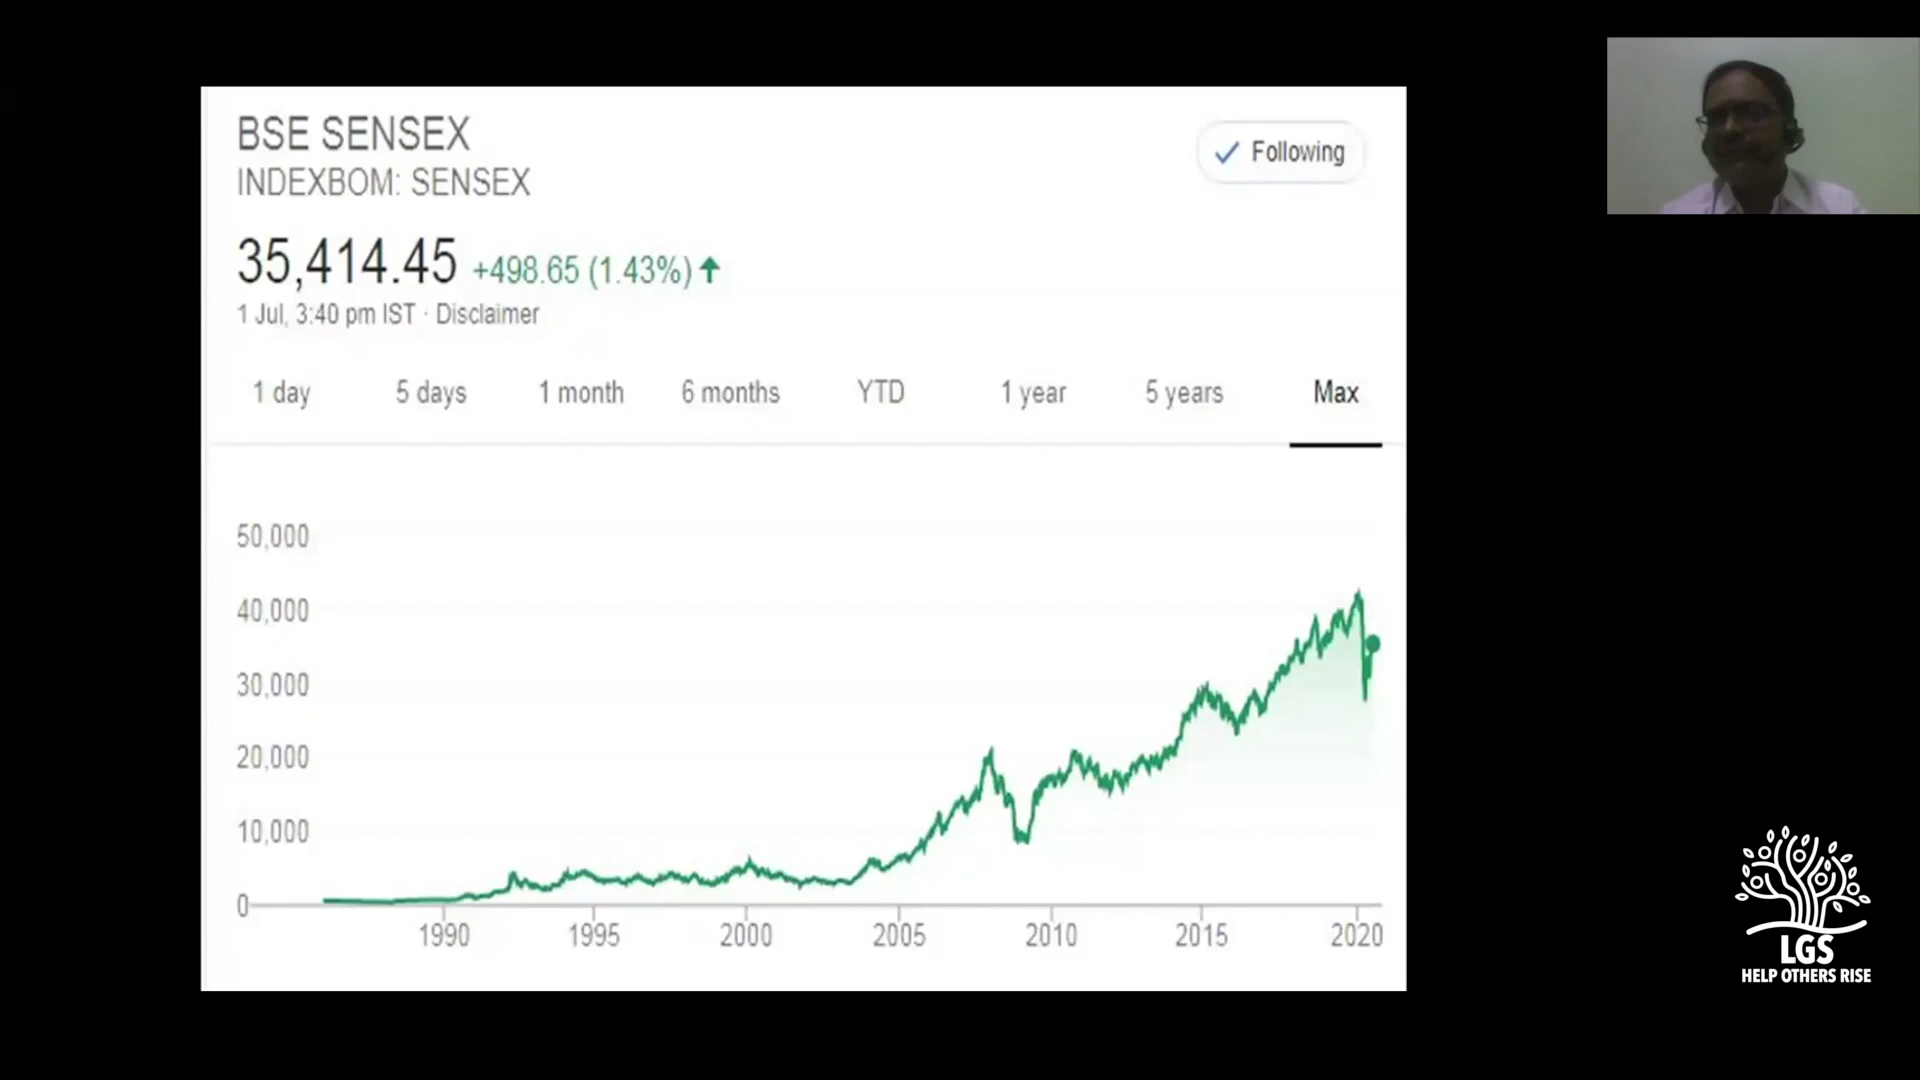 BSE SENSEX
INDEXBOM: SENSEX
Following
35,414.45 +498.65 (1.43%)
1 Jul, 3:40 pm IST · Disclaimer
1 day 5 days 1 month 6 months YTD 1 year 5 years Max
50,000
40,000
30,000
20,000
10,000
0
1990 1995 2000 2005 2010 2015 2020
LGS
HELP OTHERS RISE